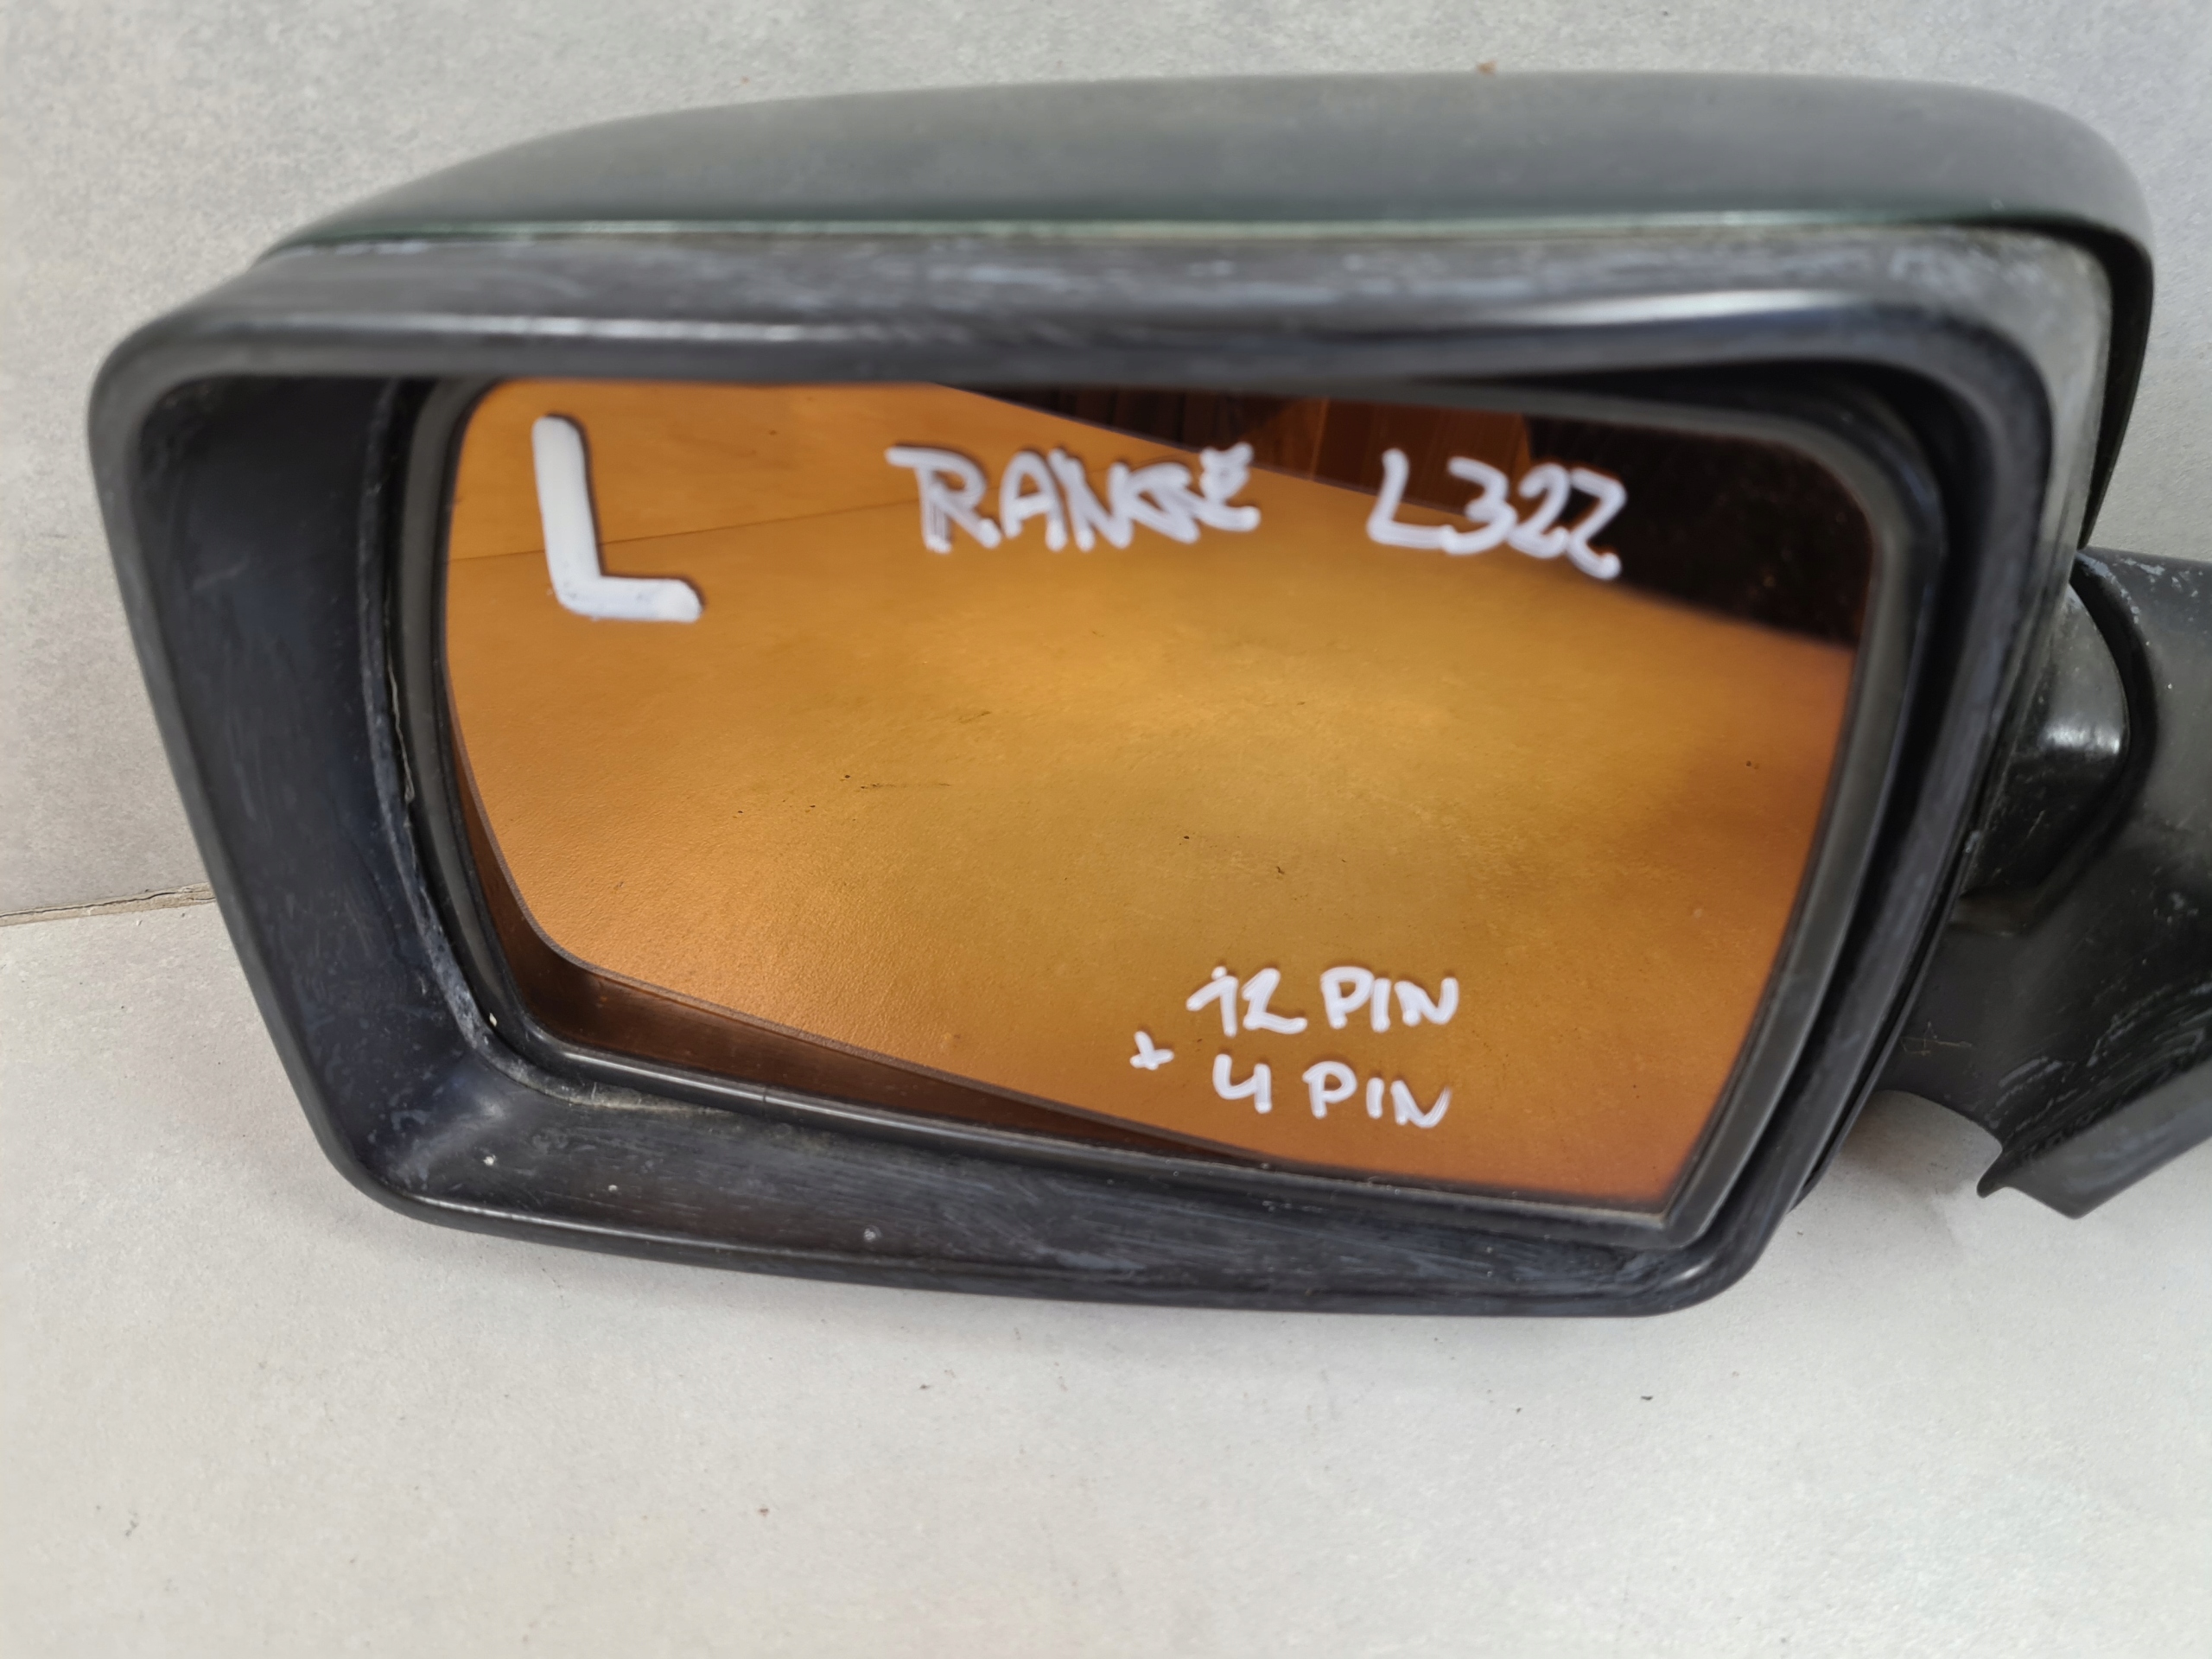 L
RANGE L322
12 PIN
+ 4 PIN